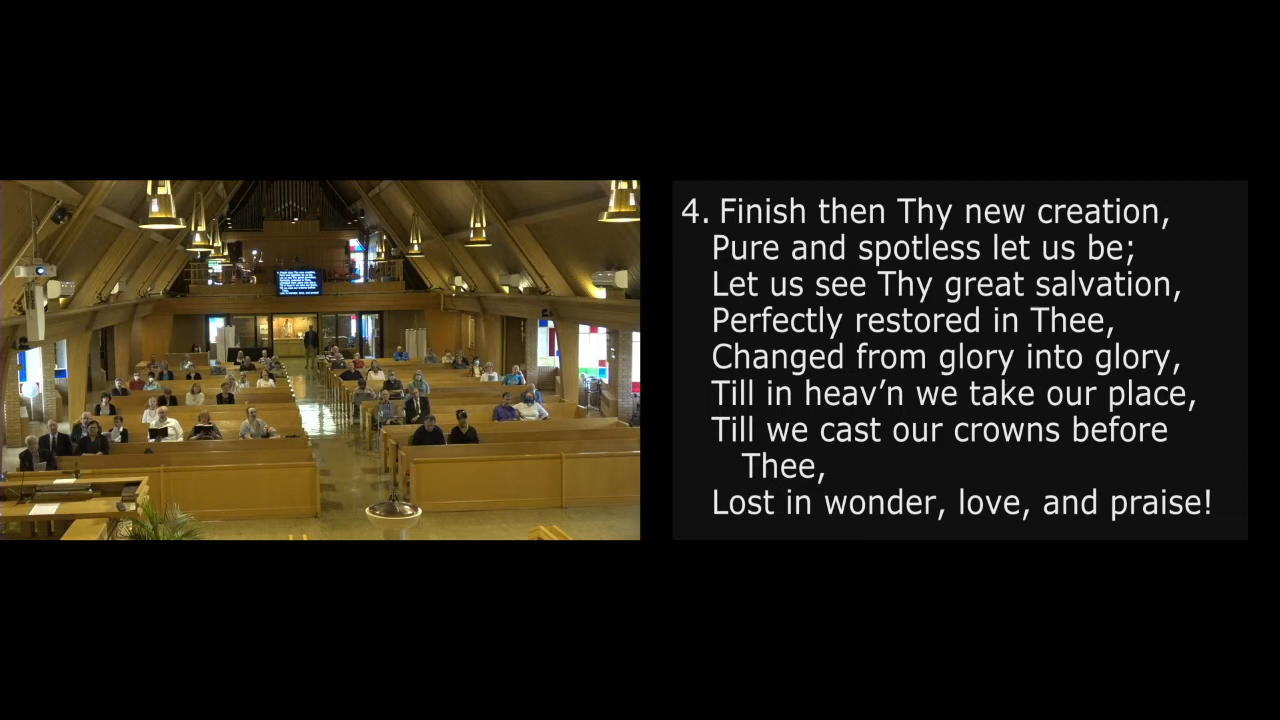 4. Finish then Thy new creation,
Pure and spotless let us be;
Let us see Thy great salvation,
Perfectly restored in Thee,
Changed from glory into glory,
Till in heav’n we take our place,
Till we cast our crowns before
Thee,
Lost in wonder, love, and praise!